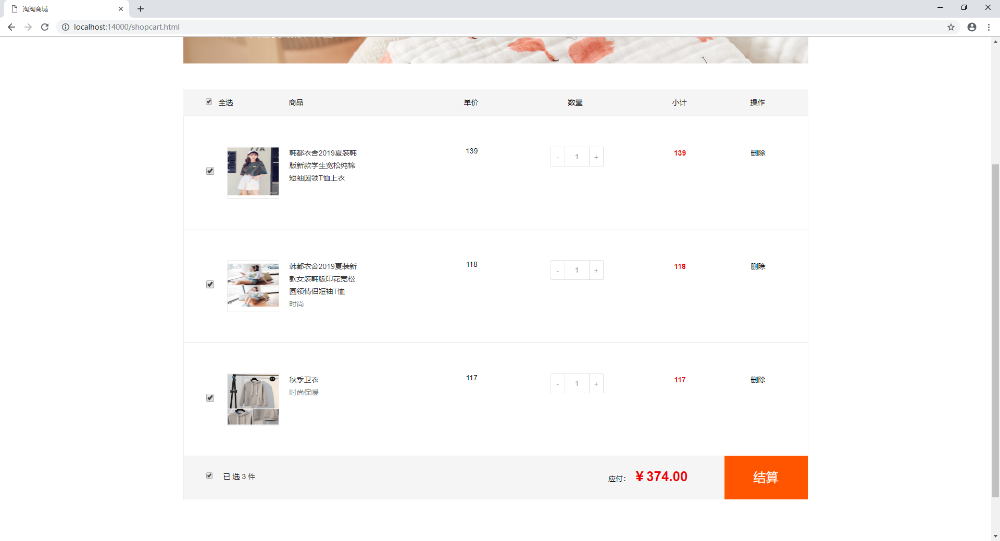 淘淘商城
localhost:14000/shopcart.html
全选 商品 单价 数量 小计 操作
韩都衣舍2019夏装韩
版新款学生宽松纯棉
短袖圆领T恤上衣
139
- 1 +
139
删除
韩都衣舍2019夏装新
款女装韩版印花宽松
圆领情侣短袖T恤
时尚
118
- 1 +
118
删除
秋季卫衣
时尚保暖
117
- 1 +
117
删除
已 选 3 件
应付： ¥ 374.00
结算